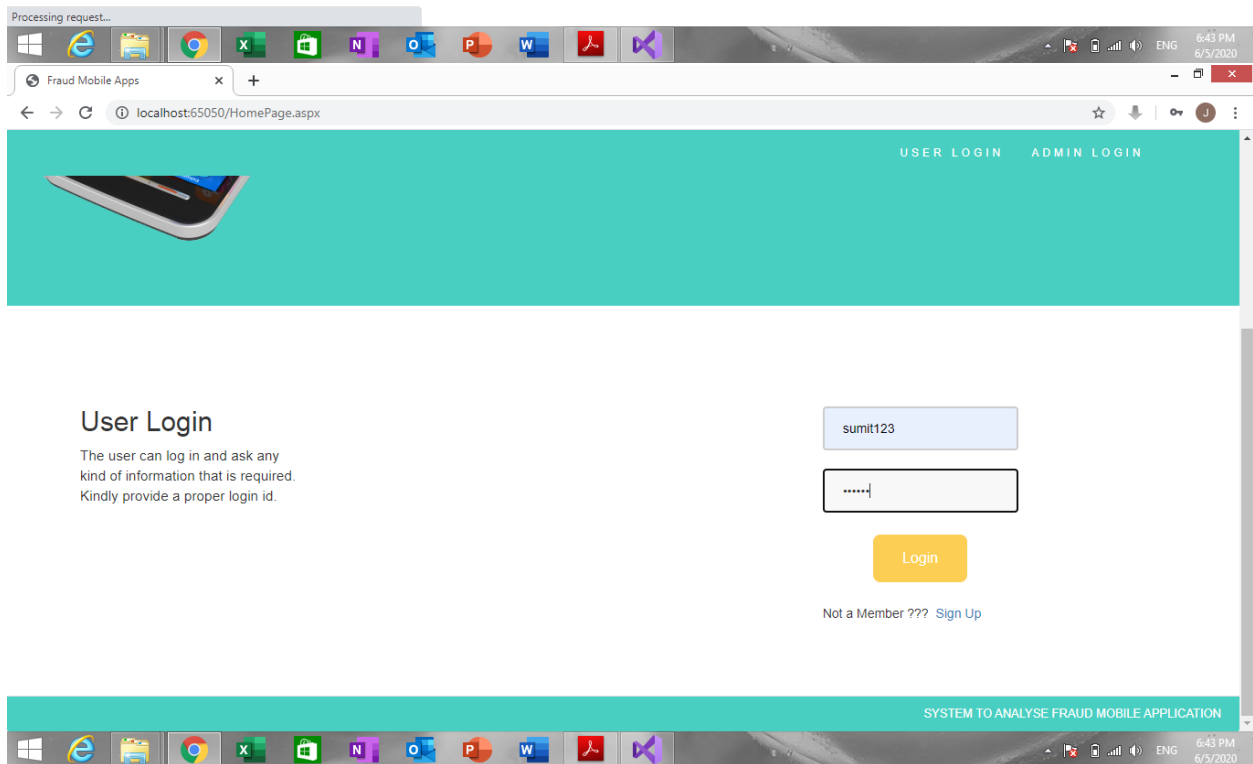 Processing request...
ENG
6:43 PM
6/5/2020
Fraud Mobile Apps
localhost:65050/HomePage.aspx
J
USER LOGIN ADMIN LOGIN
User Login
The user can log in and ask any
kind of information that is required.
Kindly provide a proper login id.
sumit123
••••••
Login
Not a Member ??? Sign Up
SYSTEM TO ANALYSE FRAUD MOBILE APPLICATION
ENG
6:43 PM
6/5/2020